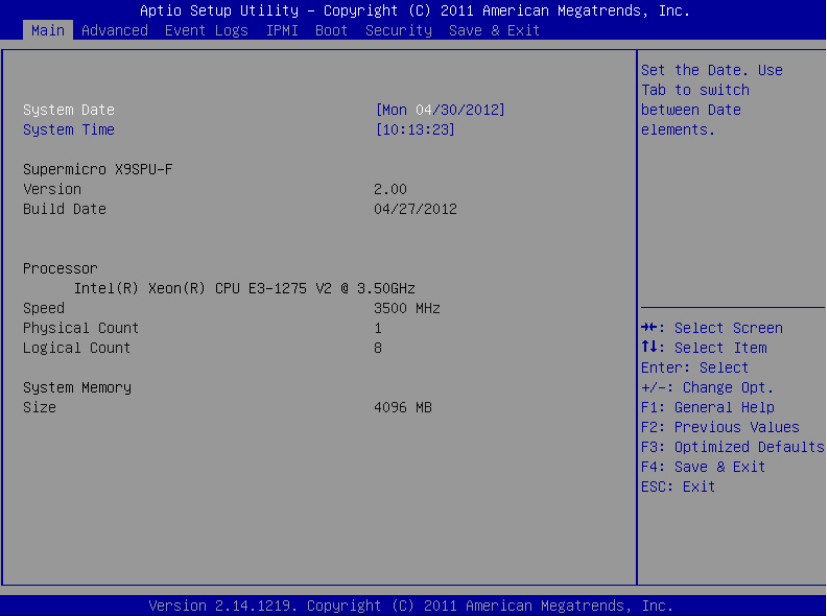 Aptio Setup Utility – Copyright (C) 2011 American Megatrends, Inc.
Main Advanced Event Logs IPMI Boot Security Save & Exit
System Date [Mon 04/30/2012]
System Time [10:13:23]
Supermicro X9SPU-F
Version 2.00
Build Date 04/27/2012
Processor
Intel(R) Xeon(R) CPU E3-1275 V2 @ 3.50GHz
Speed 3500 MHz
Physical Count 1
Logical Count 8
System Memory
Size 4096 MB
Set the Date. Use
Tab to switch
between Date
elements.
→←: Select Screen
↑↓: Select Item
Enter: Select
+/-: Change Opt.
F1: General Help
F2: Previous Values
F3: Optimized Defaults
F4: Save & Exit
ESC: Exit
Version 2.14.1219. Copyright (C) 2011 American Megatrends, Inc.